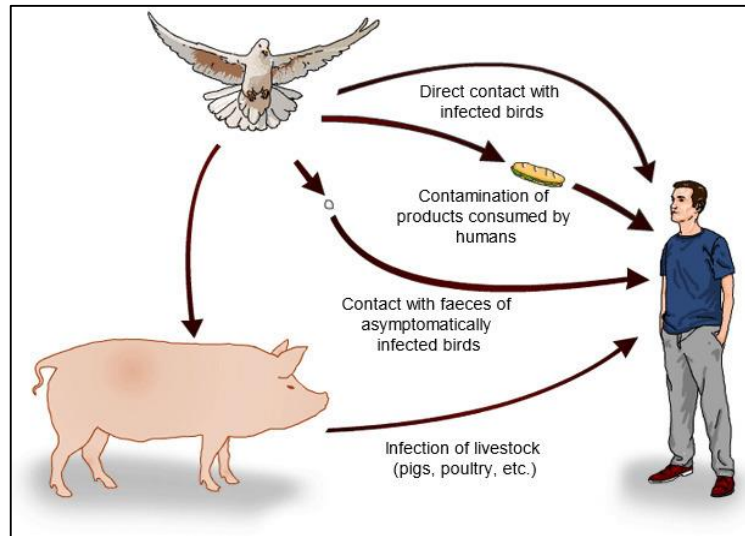 Direct contact with
infected birds
Contamination of
products consumed by
humans
Contact with faeces of
asymptomatically
infected birds
Infection of livestock
(pigs, poultry, etc.)